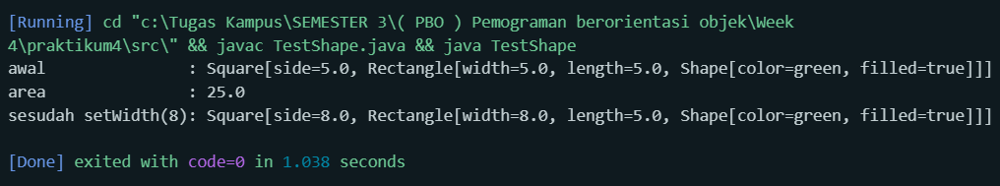 [Running] cd "c:\Tugas Kampus\SEMESTER 3\( PBO ) Pemograman berorientasi objek\Week
4\praktikum4\src\" && javac TestShape.java && java TestShape
awal                : Square[side=5.0, Rectangle[width=5.0, length=5.0, Shape[color=green, filled=true]]]
area                : 25.0
sesudah setWidth(8): Square[side=8.0, Rectangle[width=8.0, length=5.0, Shape[color=green, filled=true]]]
[Done] exited with code=0 in 1.038 seconds